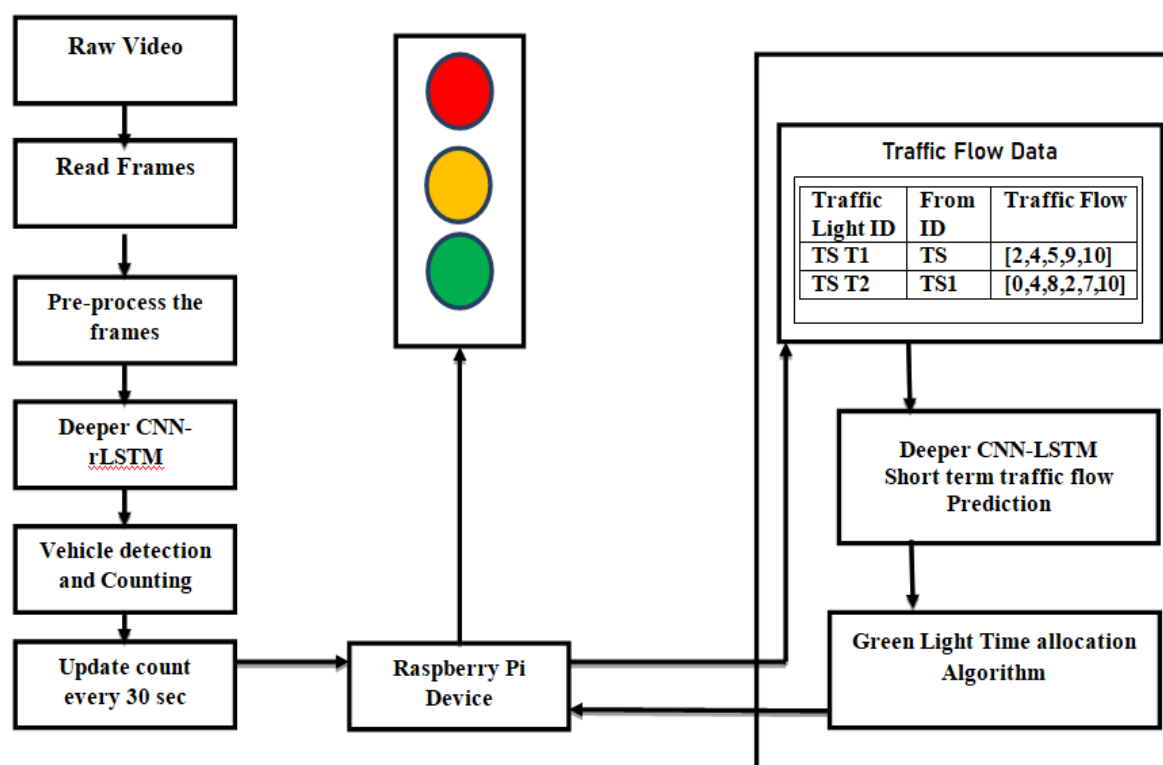 Raw Video
Read Frames
Pre-process the
frames
Deeper CNN-
rLSTM
Vehicle detection
and Counting
Update count
every 30 sec
Raspberry Pi
Device
Traffic Flow Data
Traffic
Light ID
From
ID
Traffic Flow
TS T1
TS
[2,4,5,9,10]
TS T2
TS1
[0,4,8,2,7,10]
Deeper CNN-LSTM
Short term traffic flow
Prediction
Green Light Time allocation
Algorithm